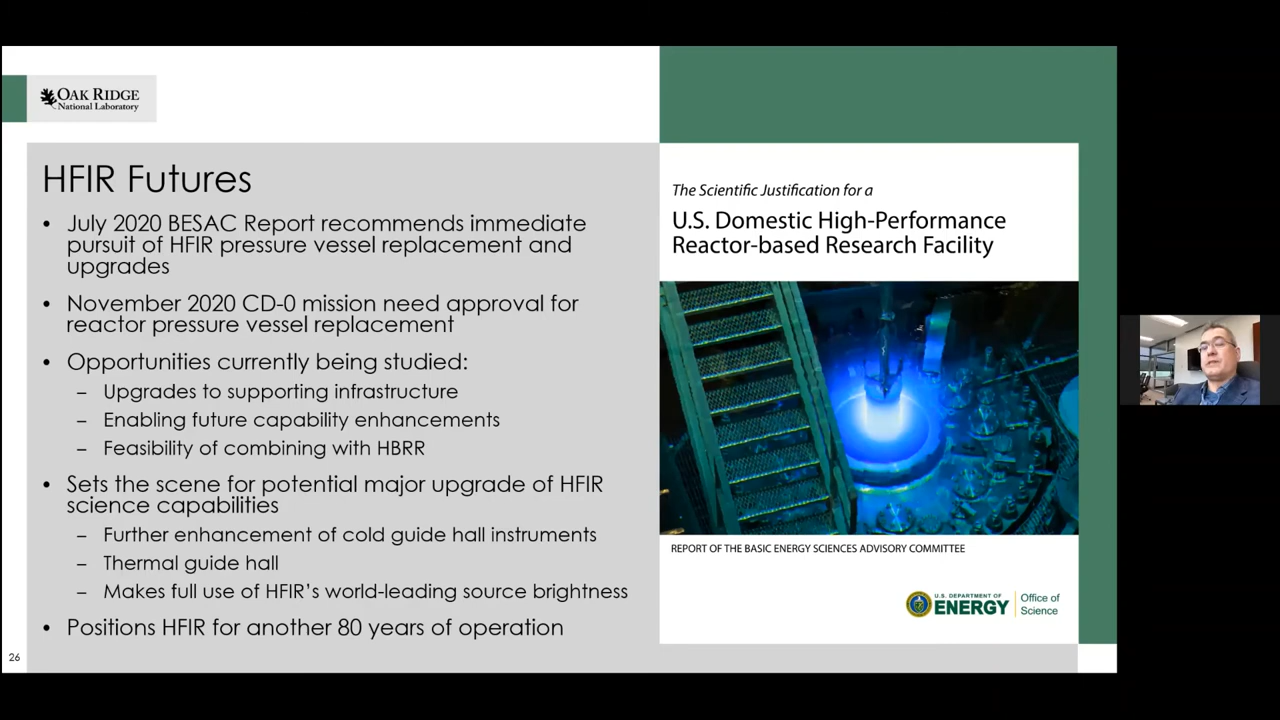 OAK RIDGE
National Laboratory
HFIR Futures
• July 2020 BESAC Report recommends immediate
pursuit of HFIR pressure vessel replacement and
upgrades
• November 2020 CD-0 mission need approval for
reactor pressure vessel replacement
• Opportunities currently being studied:
– Upgrades to supporting infrastructure
– Enabling future capability enhancements
– Feasibility of combining with HBRR
• Sets the scene for potential major upgrade of HFIR
science capabilities
– Further enhancement of cold guide hall instruments
– Thermal guide hall
– Makes full use of HFIR’s world-leading source brightness
• Positions HFIR for another 80 years of operation
26
The Scientific Justification for a
U.S. Domestic High-Performance
Reactor-based Research Facility
REPORT OF THE BASIC ENERGY SCIENCES ADVISORY COMMITTEE
U.S. DEPARTMENT OF
ENERGY
Office of
Science